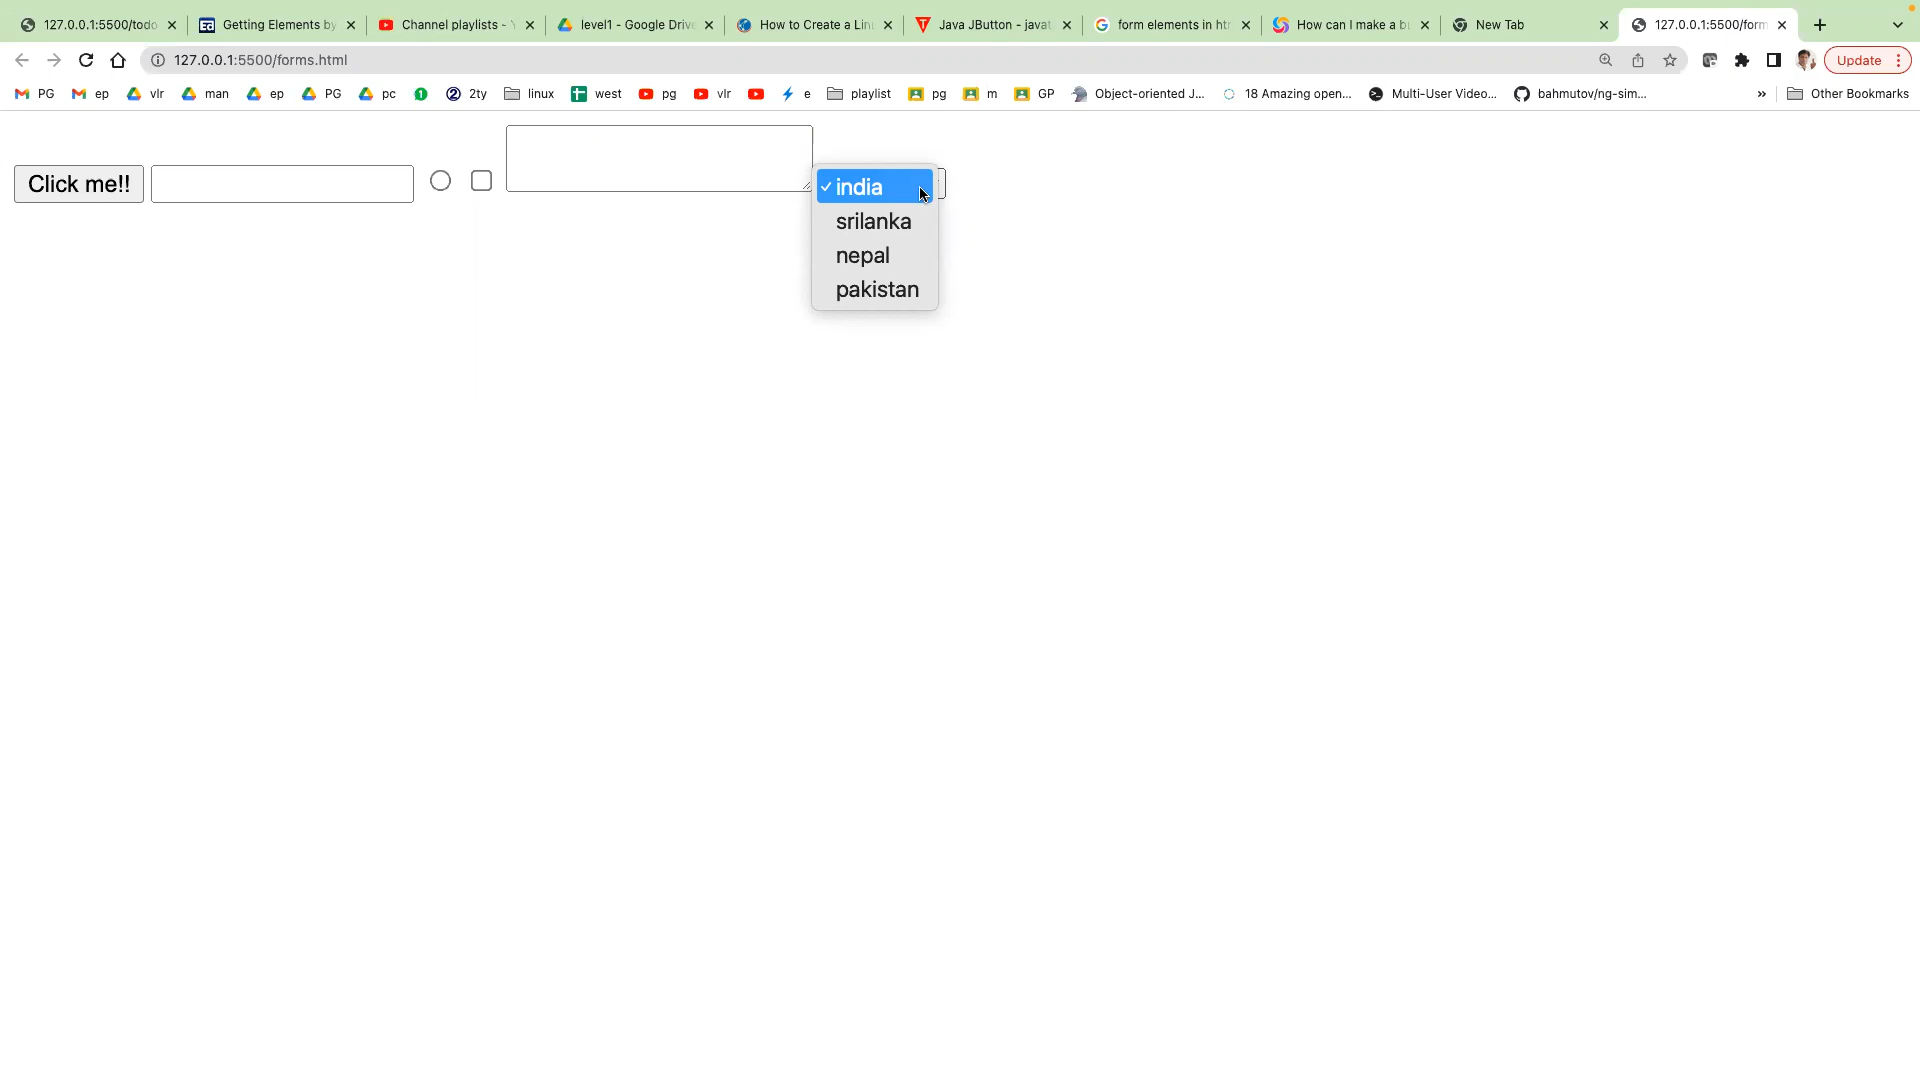 127.0.0.1:5500/todo Getting Elements by Channel playlists - Y level1 - Google Drive How to Create a Lin Java JButton - javat form elements in htm How can I make a bu New Tab 127.0.0.1:5500/form
127.0.0.1:5500/forms.html Update
PG ep vlr man ep PG pc 1 2ty linux west pg vlr e playlist pg m GP Object-oriented J... 18 Amazing open... Multi-User Video... bahmutov/ng-sim... » Other Bookmarks
Click me!!
india
srilanka
nepal
pakistan